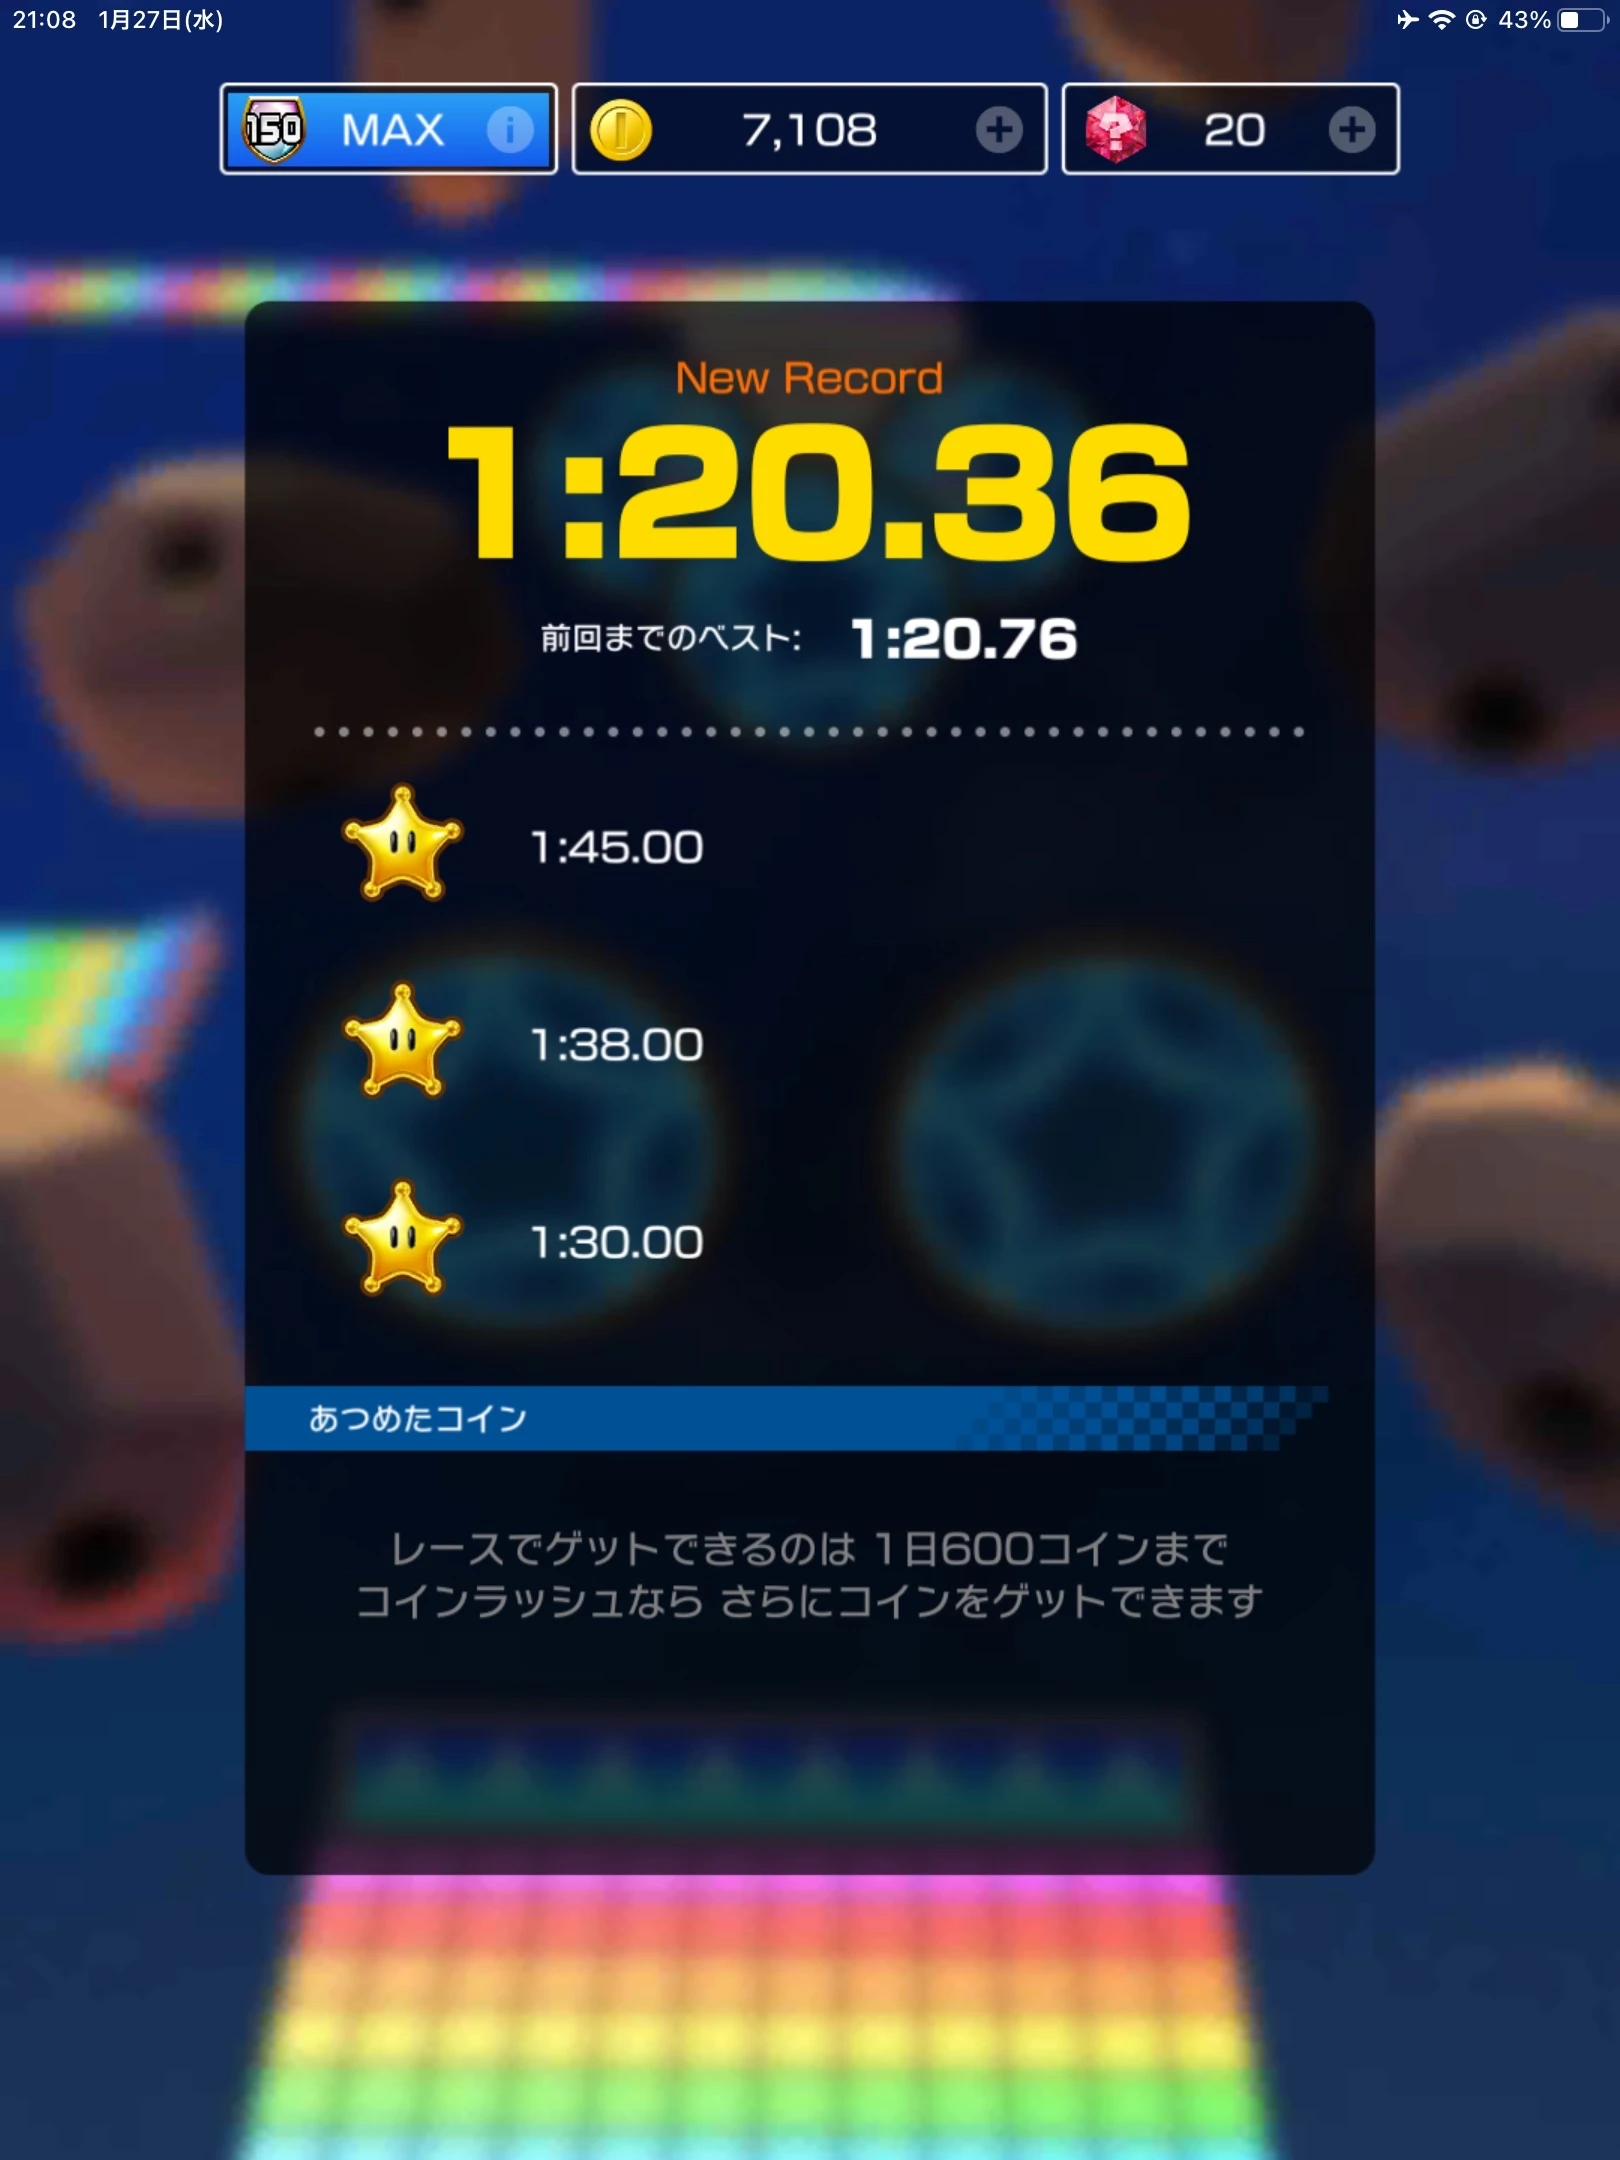 21:08 1月27日(水) 43%
150 MAX i 7,108 + 20 +
New Record
1:20.36
前回までのベスト: 1:20.76
1:45.00
1:38.00
1:30.00
あつめたコイン
レースでゲットできるのは 1日600コインまで
コインラッシュなら さらにコインをゲットできます